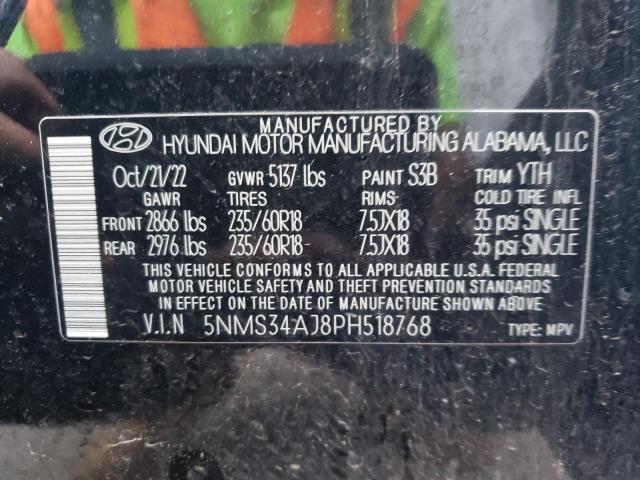 MANUFACTURED BY
HYUNDAI MOTOR MANUFACTURING ALABAMA, LLC
Oct/21/22 GVWR 5137 lbs PAINT S3B TRIM YTH
GAWR TIRES RIMS- COLD TIRE INFL
FRONT 2866 lbs 235/60R18- 7.5JX18 35 psi SINGLE
REAR 2976 lbs 235/60R18- 7.5JX18 35 psi SINGLE
THIS VEHICLE CONFORMS TO ALL APPLICABLE U.S.A. FEDERAL
MOTOR VEHICLE SAFETY AND THEFT PREVENTION STANDARDS
IN EFFECT ON THE DATE OF MANUFACTURE SHOWN ABOVE.
V.I.N 5NMS34AJ8PH518768 TYPE: MPV